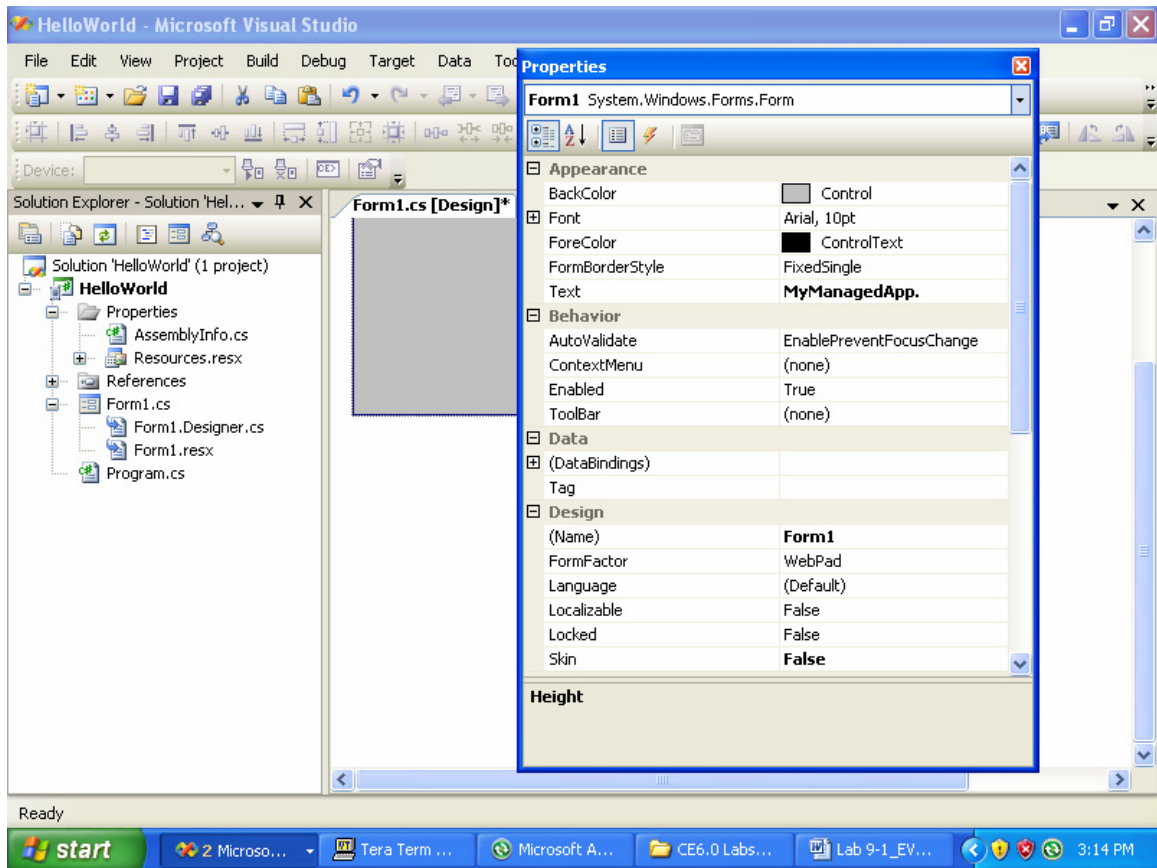 HelloWorld - Microsoft Visual Studio
File Edit View Project Build Debug Target Data
Device:
Solution Explorer - Solution 'Hel...
Solution 'HelloWorld' (1 project)
HelloWorld
Properties
AssemblyInfo.cs
Resources.resx
References
Form1.cs
Form1.Designer.cs
Form1.resx
Program.cs
Form1.cs [Design]*
Properties
Form1 System.Windows.Forms.Form
Appearance
BackColor Control
Font Arial, 10pt
ForeColor ControlText
FormBorderStyle FixedSingle
Text MyManagedApp.
Behavior
AutoValidate EnablePreventFocusChange
ContextMenu (none)
Enabled True
ToolBar (none)
Data
(DataBindings)
Tag
Design
(Name) Form1
FormFactor WebPad
Language (Default)
Localizable False
Locked False
Skin False
Height
Ready
start 2 Microso... Tera Term ... Microsoft A... CE6.0 Labs... Lab 9-1_EV... 3:14 PM